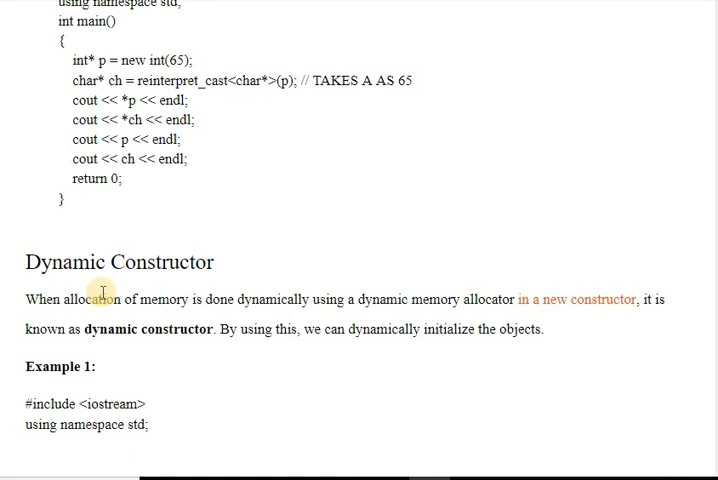 using namespace std;
int main()
{
int* p = new int(65);
char* ch = reinterpret_cast<char*>(p); // TAKES A AS 65
cout << *p << endl;
cout << *ch << endl;
cout << p << endl;
cout << ch << endl;
return 0;
}
Dynamic Constructor
When allocation of memory is done dynamically using a dynamic memory allocator in a new constructor, it is
known as dynamic constructor. By using this, we can dynamically initialize the objects.
Example 1:
#include <iostream>
using namespace std;